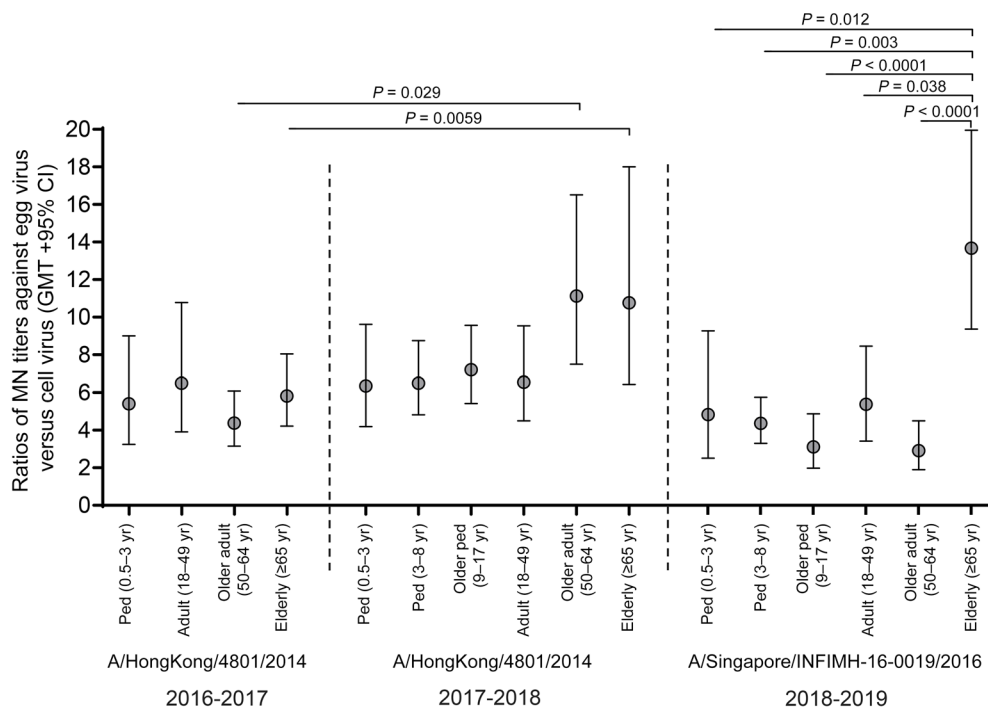 P = 0.012
P = 0.003
P < 0.0001
P = 0.038
P < 0.0001
P = 0.029
P = 0.0059
Ratios of MN titers against egg virus
versus cell virus (GMT +95% CI)
20
18
16
14
12
10
8
6
4
2
0
Ped (0.5–3 yr)
Adult (18–49 yr)
Older adult
(50–64 yr)
Elderly (≥65 yr)
Ped (0.5–3 yr)
Ped (3–8 yr)
Older ped
(9–17 yr)
Adult (18–49 yr)
Older adult
(50–64 yr)
Elderly (≥65 yr)
Ped (0.5–3 yr)
Ped (3–8 yr)
Older ped
(9–17 yr)
Adult (18–49 yr)
Older adult
(50–64 yr)
Elderly (≥65 yr)
A/HongKong/4801/2014
A/HongKong/4801/2014
A/Singapore/INFIMH-16-0019/2016
2016-2017
2017-2018
2018-2019